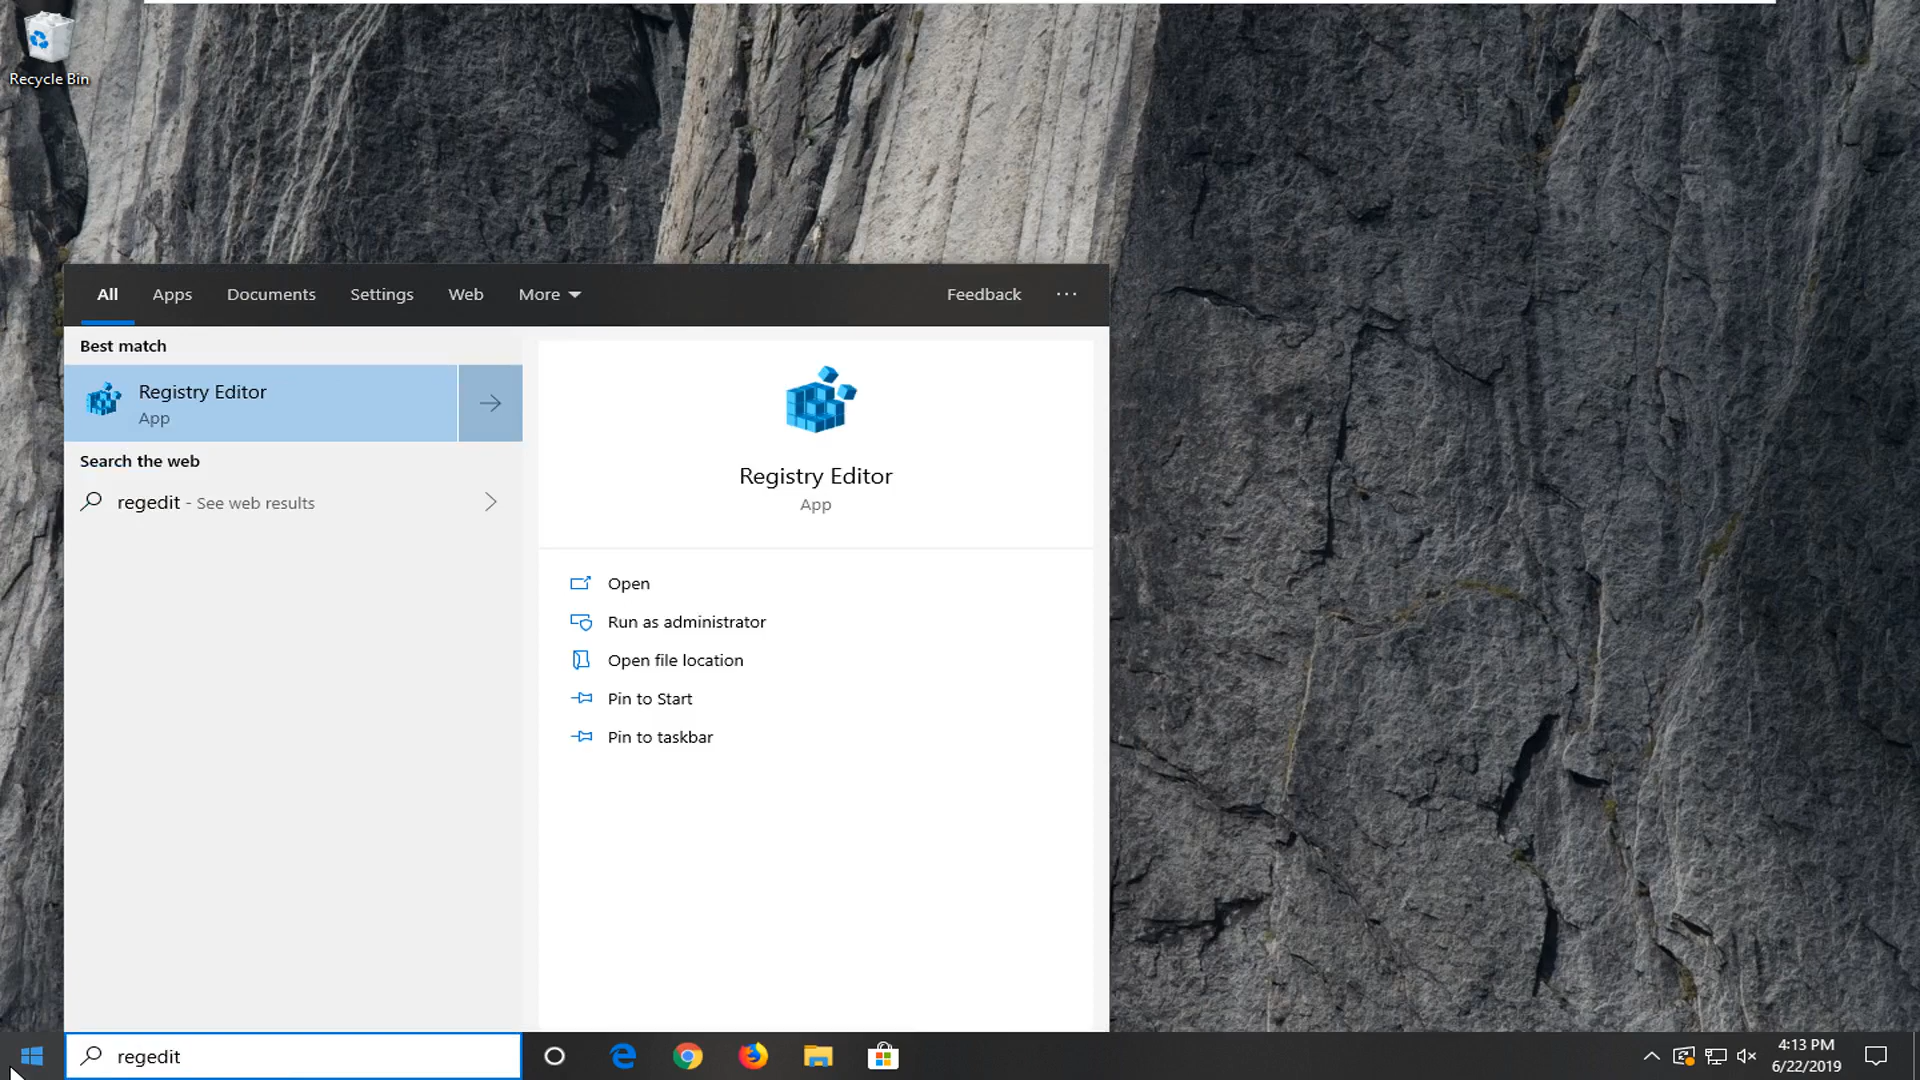 Recycle Bin
All Apps Documents Settings Web More Feedback ...
Best match
Registry Editor
App
Search the web
regedit - See web results
Registry Editor
App
Open
Run as administrator
Open file location
Pin to Start
Pin to taskbar
regedit
4:13 PM
6/22/2019